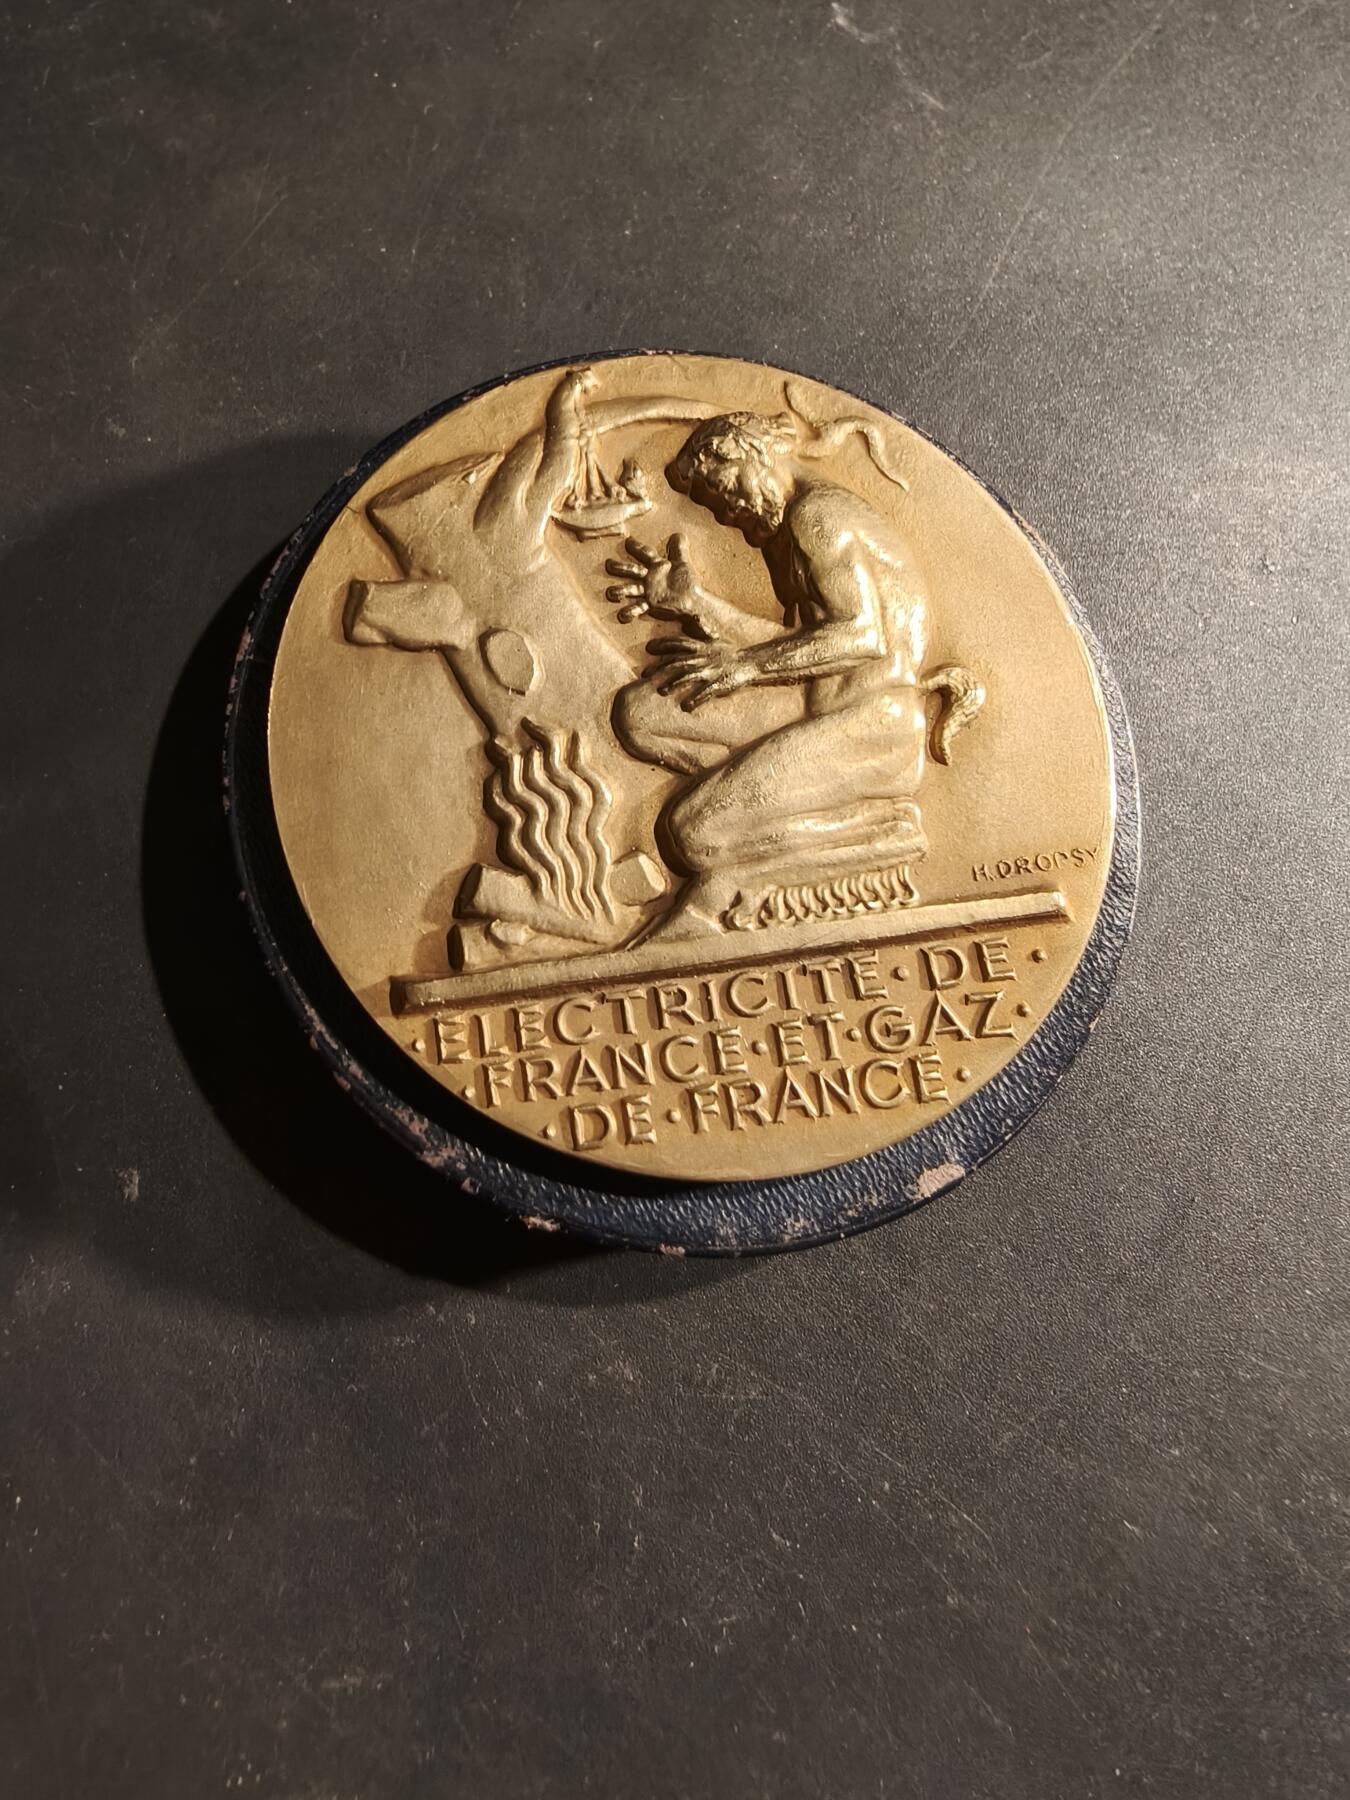 H. DROPSY
·ELECTRICITE·DE·
·FRANCE·ET·GAZ·
·DE·FRANCE·